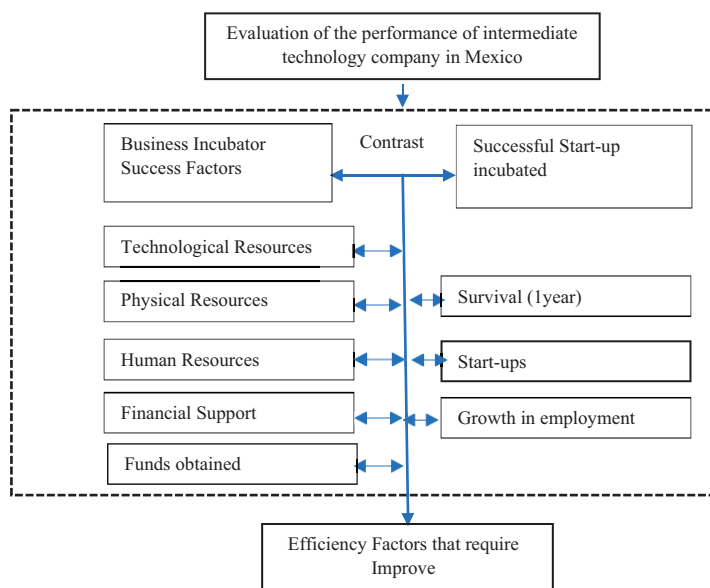 Evaluation of the performance of intermediate
technology company in Mexico
Business Incubator
Success Factors
Contrast
Successful Start-up
incubated
Technological Resources
Physical Resources
Survival (1year)
Human Resources
Start-ups
Financial Support
Growth in employment
Funds obtained
Efficiency Factors that require
Improve